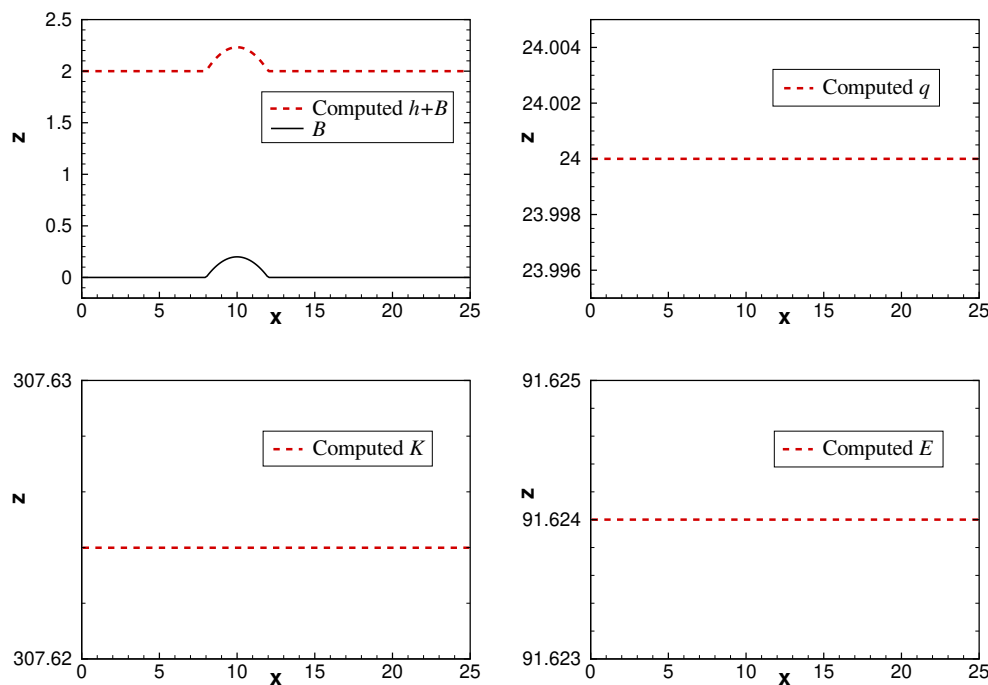 2.5
2
1.5
1
0.5
0
z
Computed h+B
B
0 5 10 15 20 25
x
24.004
24.002
24
23.998
23.996
z
Computed q
0 5 10 15 20 25
x
307.63
307.62
z
Computed K
0 5 10 15 20 25
x
91.625
91.624
91.623
z
Computed E
0 5 10 15 20 25
x